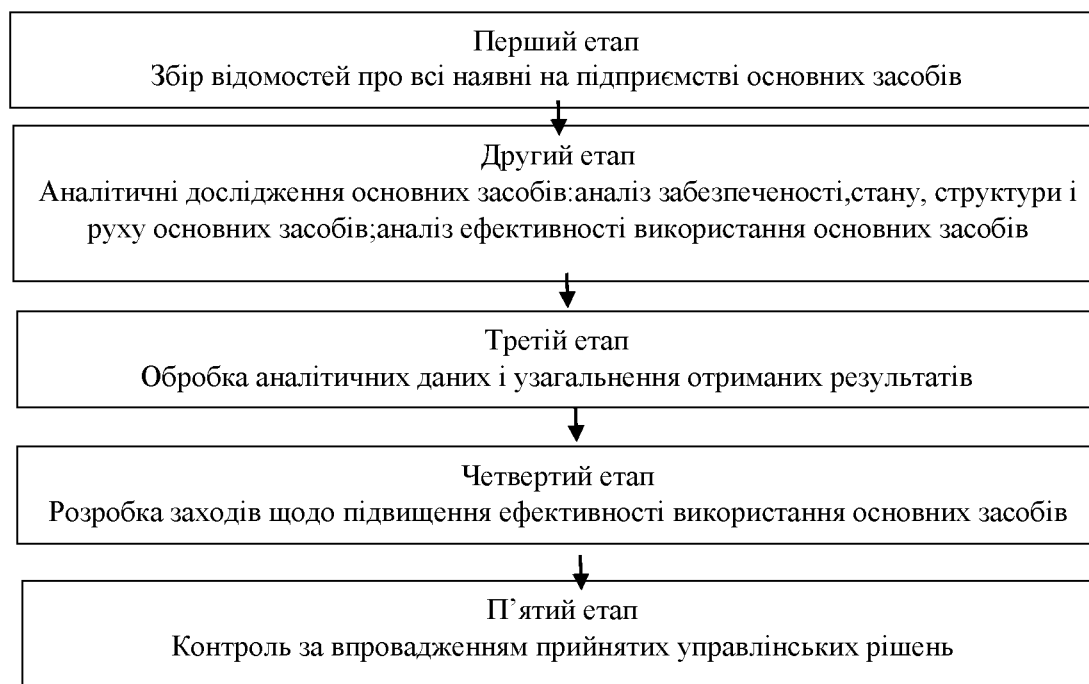 Перший етап
Збір відомостей про всі наявні на підприємстві основних засобів
Другий етап
Аналітичні дослідження основних засобів:аналіз забезпеченості,стану, структури і
руху основних засобів;аналіз ефективності використання основних засобів
Третій етап
Обробка аналітичних даних і узагальнення отриманих результатів
Четвертий етап
Розробка заходів щодо підвищення ефективності використання основних засобів
П’ятий етап
Контроль за впровадженням прийнятих управлінських рішень